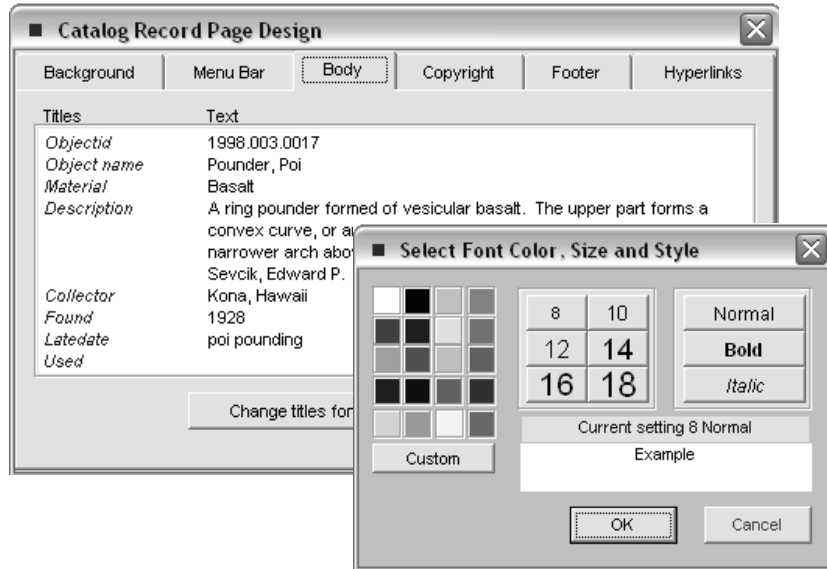 Catalog Record Page Design
Background Menu Bar Body Copyright Footer Hyperlinks
Titles Text
Objectid 1998.003.0017
Object name Pounder, Poi
Material Basalt
Description A ring pounder formed of vesicular basalt. The upper part forms a
convex curve, or
narrower arch
Sevcik, Edward P.
Collector Kona, Hawaii
Found 1928
Latedate poi pounding
Used
Change titles
Select Font Color, Size and Style
8 10 Normal
12 14 Bold
16 18 Italic
Current setting 8 Normal
Custom Example
OK Cancel